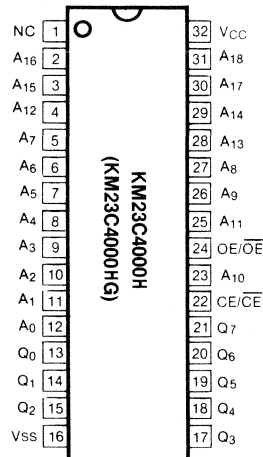 NC 1 32 VCC
A16 2 31 A18
A15 3 30 A17
A12 4 29 A14
A7 5 28 A13
A6 6 27 A8
A5 7 26 A9
A4 8 25 A11
A3 9 24 OE/O̅E̅
A2 10 23 A10
A1 11 22 CE/C̅E̅
A0 12 21 Q7
Q0 13 20 Q6
Q1 14 19 Q5
Q2 15 18 Q4
VSS 16 17 Q3
KM23C4000H
(KM23C4000HG)